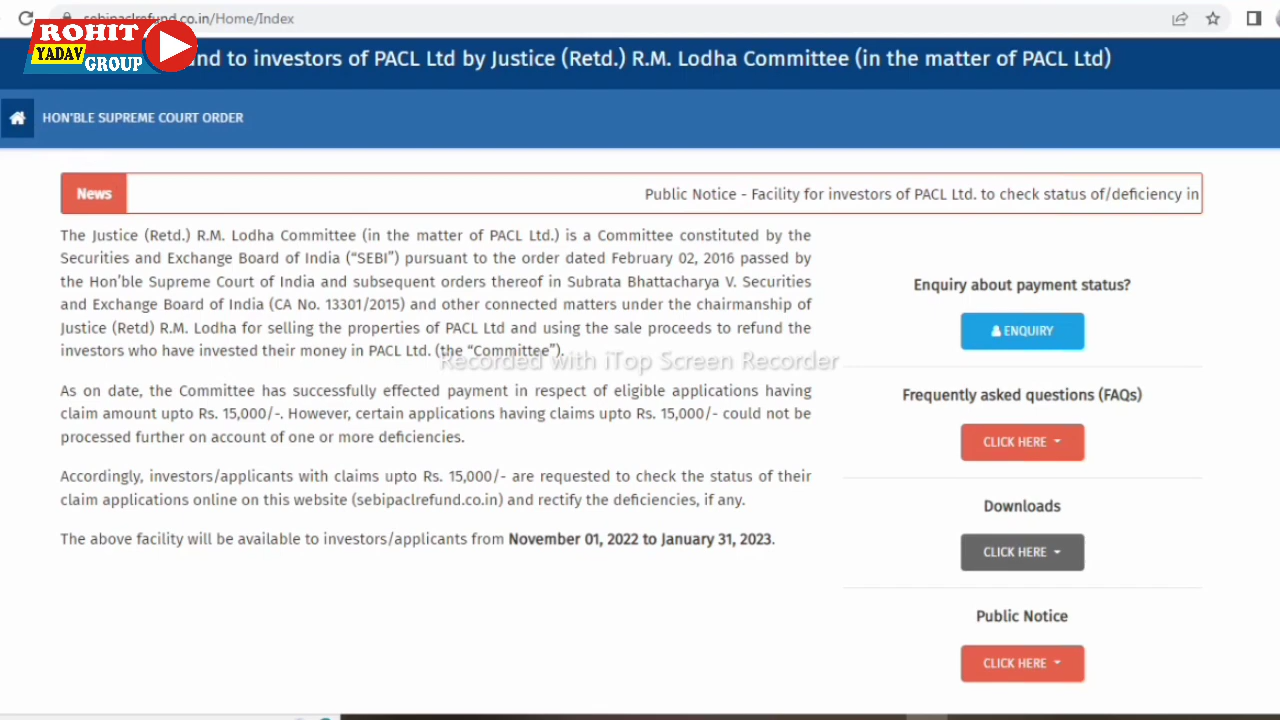 sebipaclrefund.co.in/Home/Index
ROHIT
YADAV
GROUP
nd to investors of PACL Ltd by Justice (Retd.) R.M. Lodha Committee (in the matter of PACL Ltd)
HON'BLE SUPREME COURT ORDER
News
Public Notice - Facility for investors of PACL Ltd. to check status of/deficiency in
The Justice (Retd.) R.M. Lodha Committee (in the matter of PACL Ltd.) is a Committee constituted by the
Securities and Exchange Board of India (“SEBI”) pursuant to the order dated February 02, 2016 passed by
the Hon’ble Supreme Court of India and subsequent orders thereof in Subrata Bhattacharya V. Securities
and Exchange Board of India (CA No. 13301/2015) and other connected matters under the chairmanship of
Justice (Retd) R.M. Lodha for selling the properties of PACL Ltd and using the sale proceeds to refund the
investors who have invested their money in PACL Ltd. (the “Committee”).
Recorded with iTop Screen Recorder
As on date, the Committee has successfully effected payment in respect of eligible applications having
claim amount upto Rs. 15,000/-. However, certain applications having claims upto Rs. 15,000/- could not be
processed further on account of one or more deficiencies.
Accordingly, investors/applicants with claims upto Rs. 15,000/- are requested to check the status of their
claim applications online on this website (sebipaclrefund.co.in) and rectify the deficiencies, if any.
The above facility will be available to investors/applicants from November 01, 2022 to January 31, 2023.
Enquiry about payment status?
ENQUIRY
Frequently asked questions (FAQs)
CLICK HERE
Downloads
CLICK HERE
Public Notice
CLICK HERE